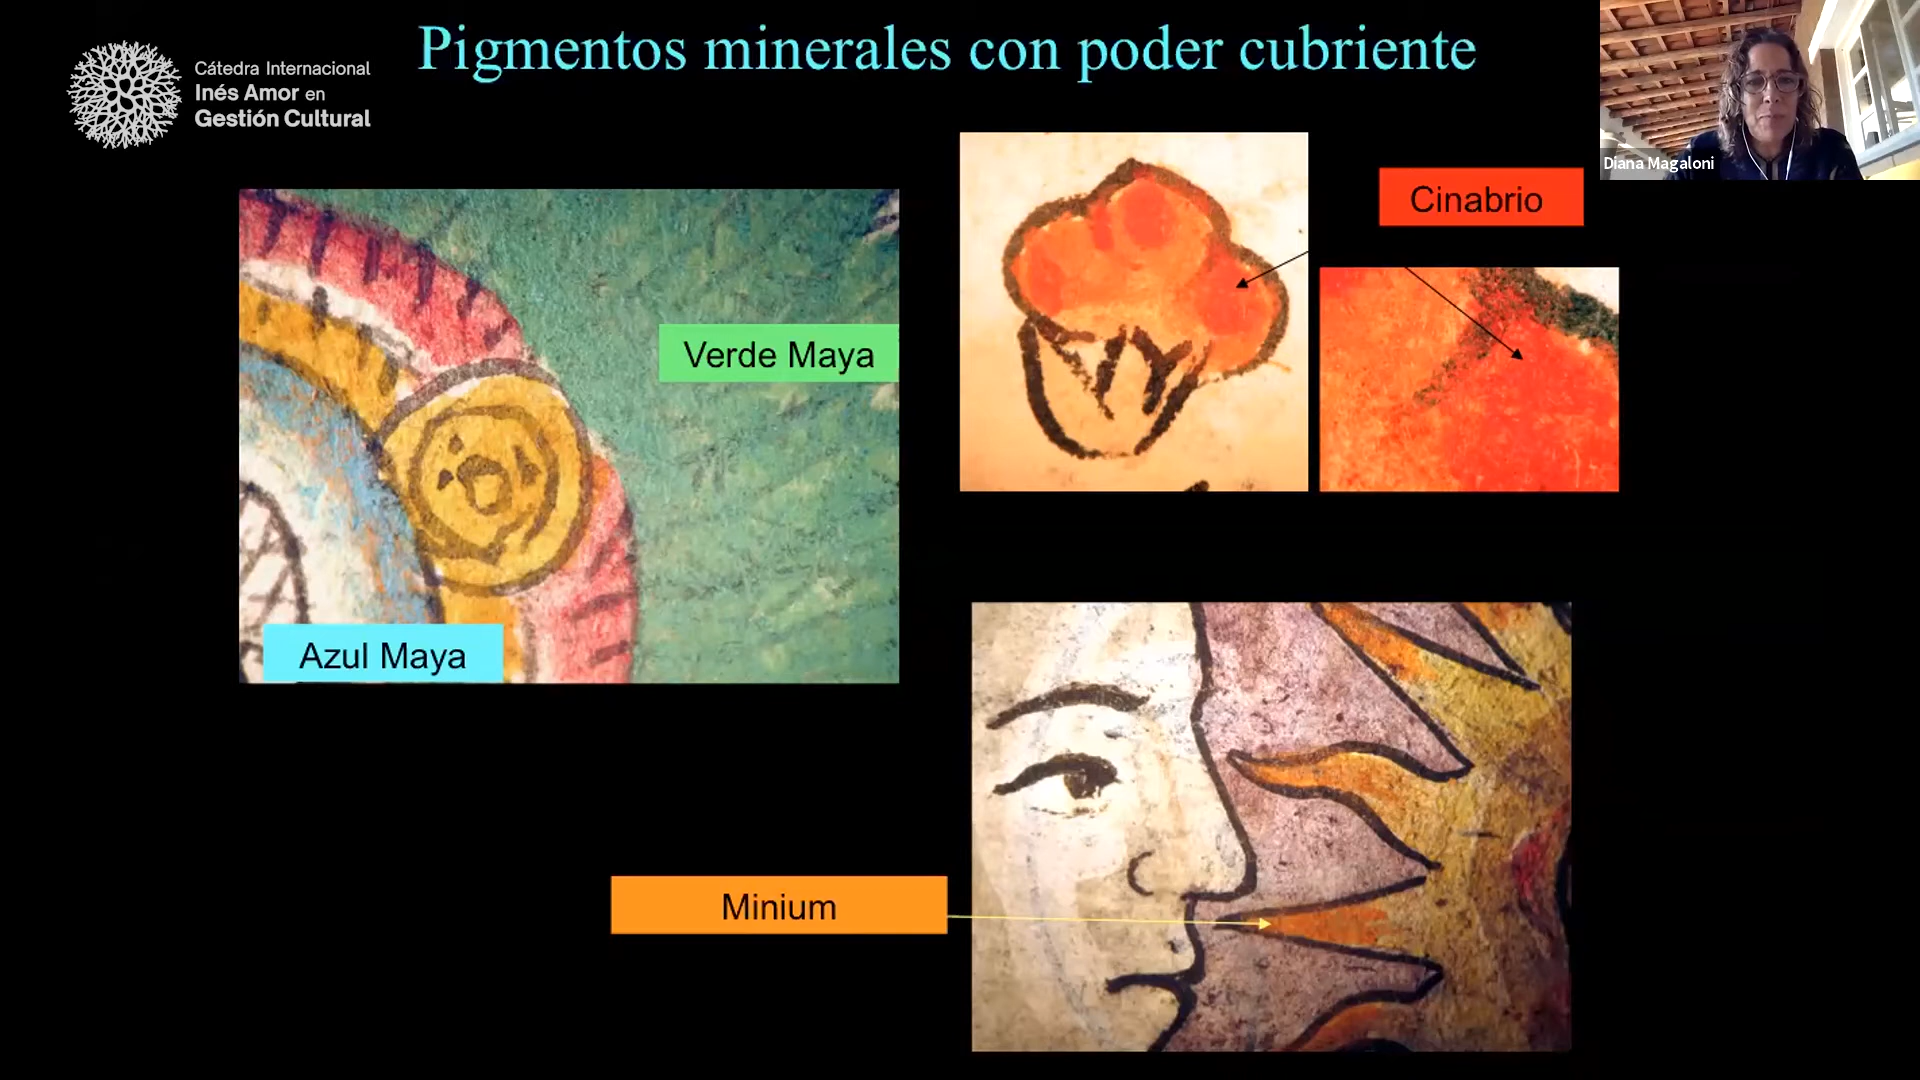 Pigmentos minerales con poder cubriente
Cátedra Internacional
Inés Amor en
Gestión Cultural
Diana Magaloni
Cinabrio
Verde Maya
Azul Maya
Minium